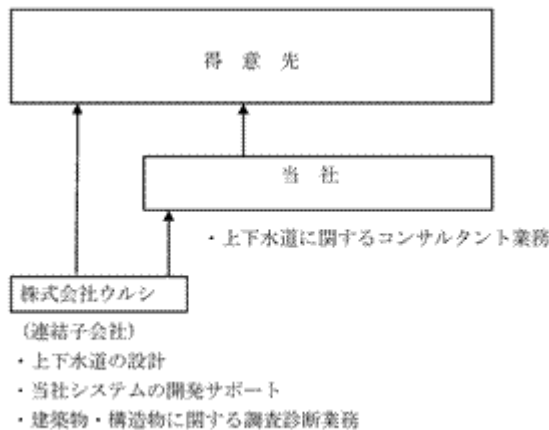 得 意 先
当 社
・上下水道に関するコンサルタント業務
株式会社ウルシ
(連結子会社)
・上下水道の設計
・当社システムの開発サポート
・建築物・構造物に関する調査診断業務